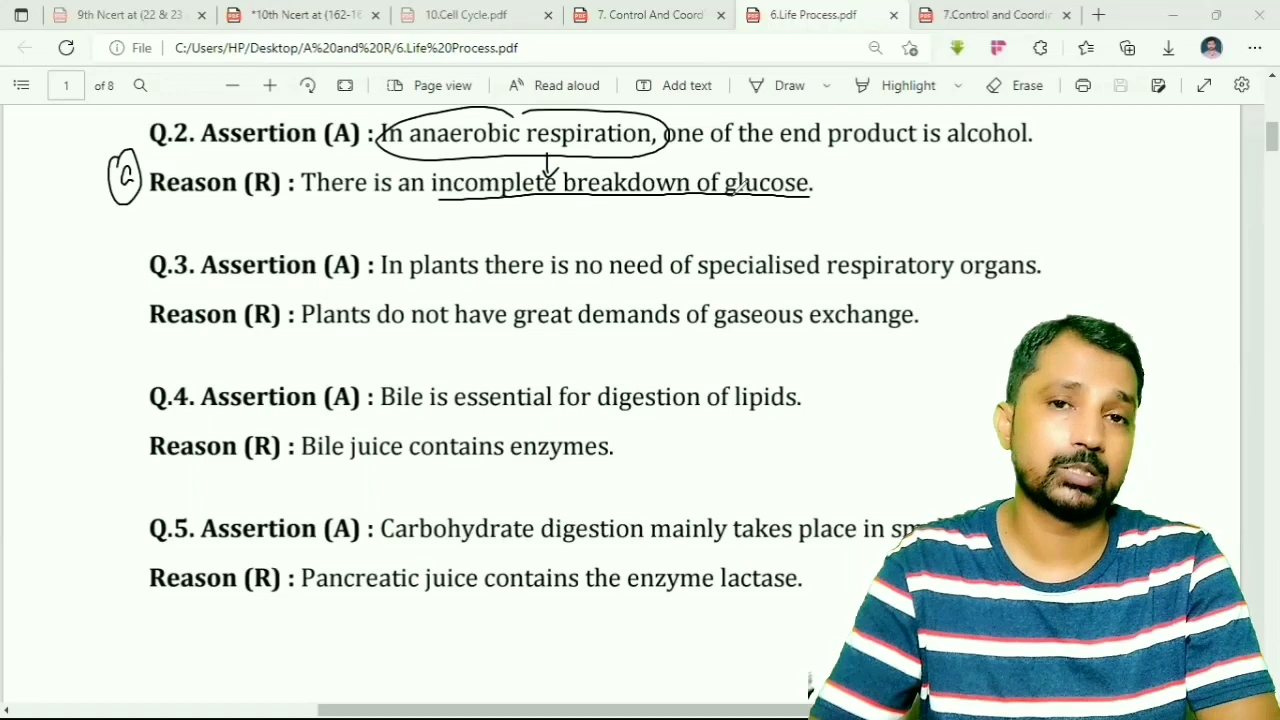 9th Ncert at (22 & 23
*10th Ncert at (162-16
10.Cell Cycle.pdf
7. Control And Coord
6.Life Process.pdf
7.Control and Coordin
File
C:/Users/HP/Desktop/A%20and%20R/6.Life%20Process.pdf
1 of 8
Page view
Read aloud
Add text
Draw
Highlight
Erase
Q.2. Assertion (A) : In anaerobic respiration, one of the end product is alcohol.
a
Reason (R) : There is an incomplete breakdown of glucose.
Q.3. Assertion (A) : In plants there is no need of specialised respiratory organs.
Reason (R) : Plants do not have great demands of gaseous exchange.
Q.4. Assertion (A) : Bile is essential for digestion of lipids.
Reason (R) : Bile juice contains enzymes.
Q.5. Assertion (A) : Carbohydrate digestion mainly takes place in
Reason (R) : Pancreatic juice contains the enzyme lactase.